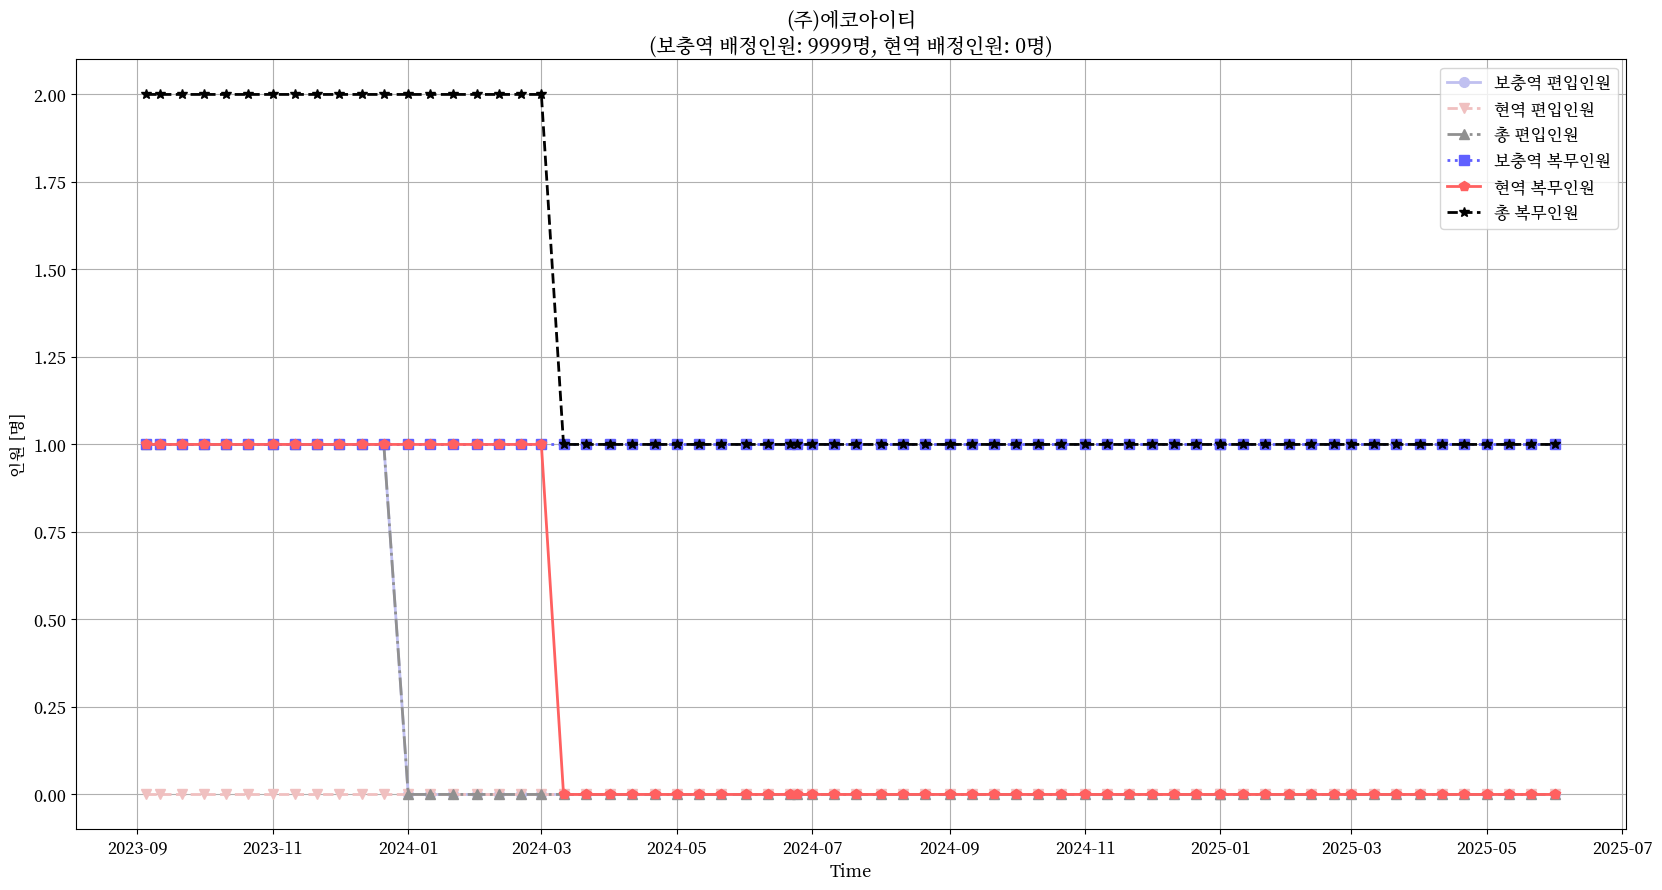 (주)에코아이티
(보충역 배정인원: 9999명, 현역 배정인원: 0명)
보충역 편입인원
현역 편입인원
총 편입인원
보충역 복무인원
현역 복무인원
총 복무인원
인원 [명]
2.00
1.75
1.50
1.25
1.00
0.75
0.50
0.25
0.00
2023-09 2023-11 2024-01 2024-03 2024-05 2024-07 2024-09 2024-11 2025-01 2025-03 2025-05 2025-07
Time